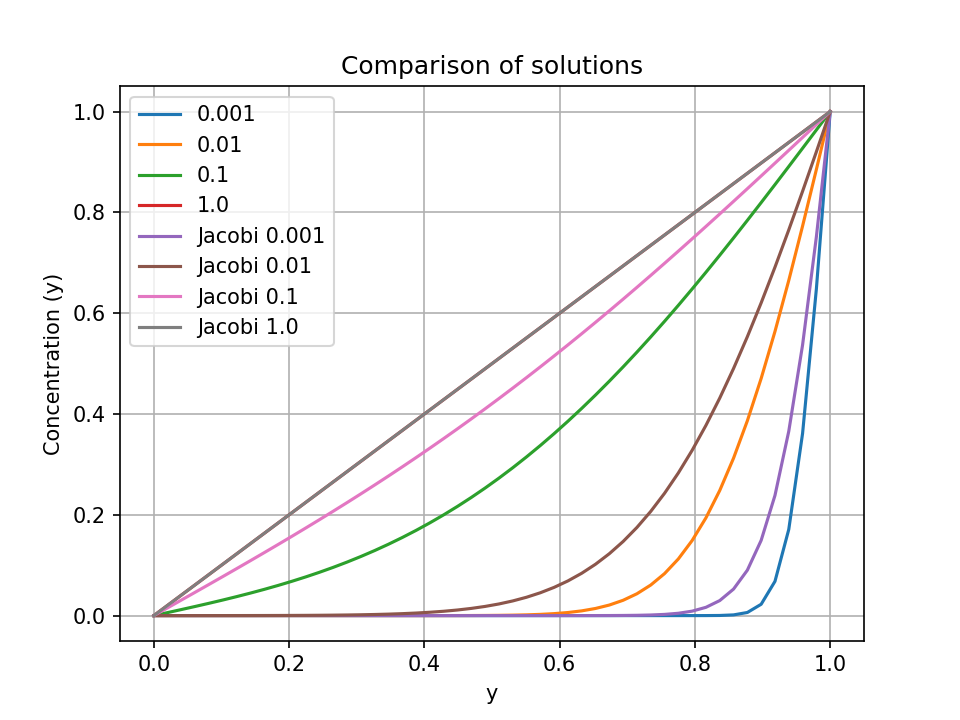 Comparison of solutions
0.001
0.01
0.1
1.0
Jacobi 0.001
Jacobi 0.01
Jacobi 0.1
Jacobi 1.0
Concentration (y)
1.0
0.8
0.6
0.4
0.2
0.0
0.0 0.2 0.4 0.6 0.8 1.0
y